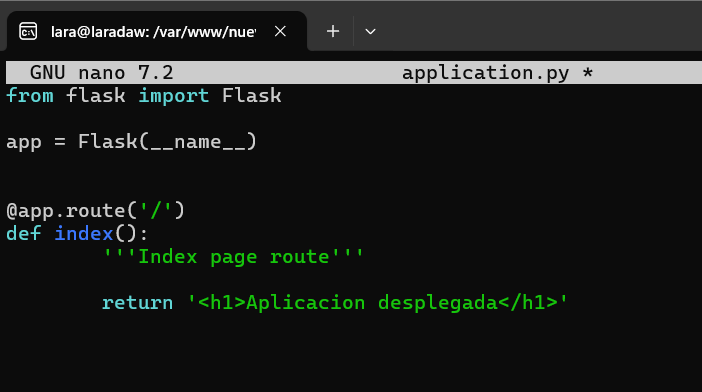 lara@laradaw: /var/www/nuev
GNU nano 7.2 application.py *
from flask import Flask
app = Flask(__name__)
@app.route('/')
def index():
'''Index page route'''
return '<h1>Aplicacion desplegada</h1>'